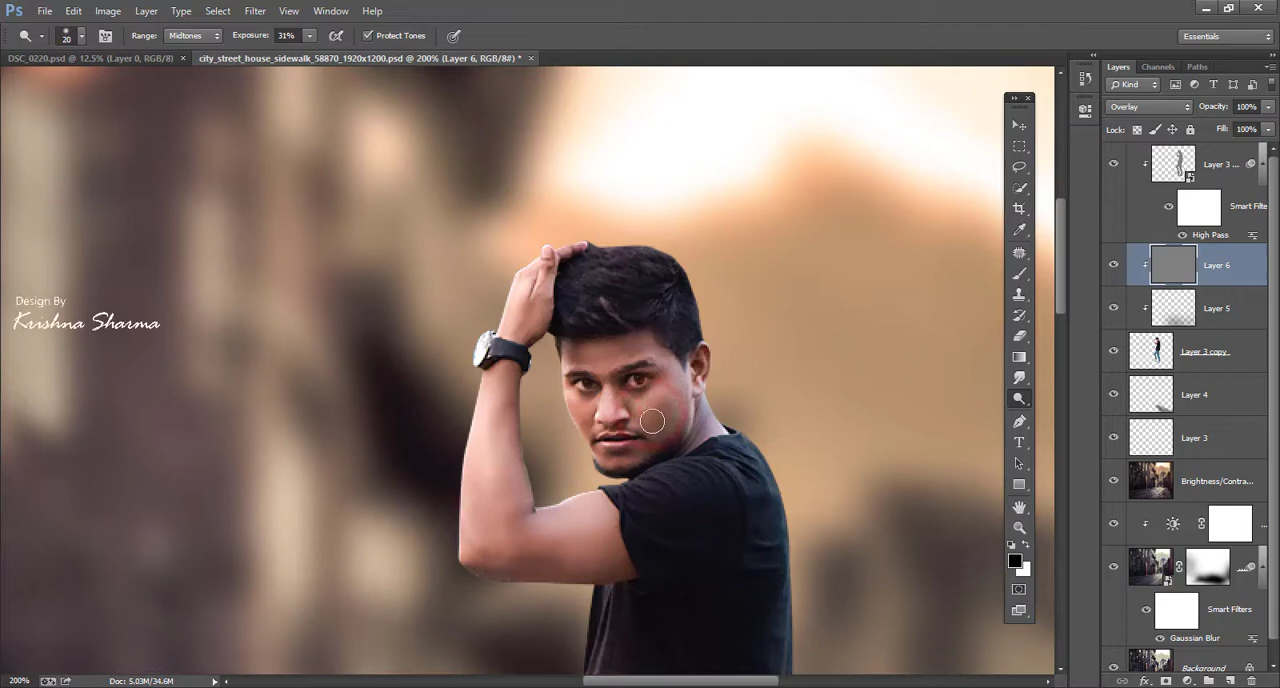 Ps File Edit Image Layer Type Select Filter View Window Help
20 Range: Midtones Exposure: 31% Protect Tones Essentials
DSC_0220.psd @ 12.5% (Layer 0, RGB/8) × city_street_house_sidewalk_58870_1920x1200.psd @ 200% (Layer 6, RGB/8#) * ×
Layers Channels Paths
Kind
Overlay Opacity: 100%
Lock: Fill: 100%
Layer 3 ...
Smart Filte
High Pass
Layer 6
Layer 5
Layer 3 copy
Layer 4
Layer 3
Brightness/Contra...
...
Smart Filters
Gaussian Blur
Background
Design By
Krishna Sharma
200% Doc: 5.03M/34.6M